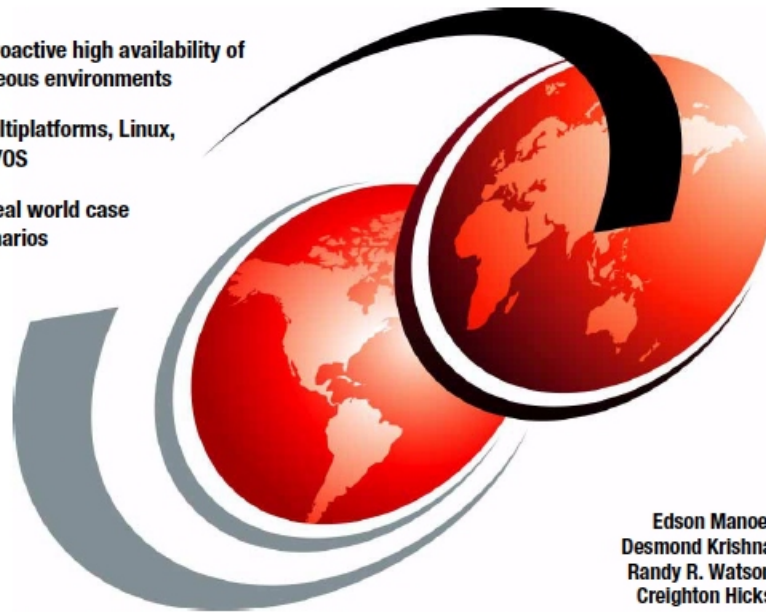 oactive high availability of
eous environments
ltiplatforms, Linux,
/OS
eal world case
narios
Edson Manoe
Desmond Krishna
Randy R. Watson
Creighton Hicks